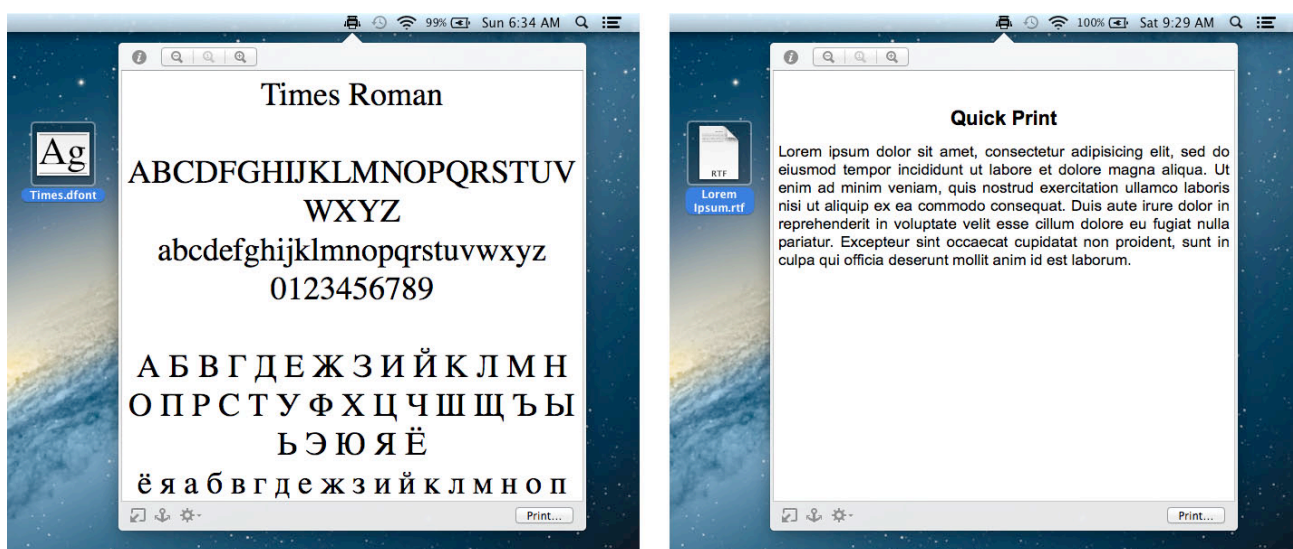 99% Sun 6:34 AM
Times Roman
ABCDFGHIJKLMNOPQRSTUV
WXYZ
abcdefghijklmnopqrstuvwxyz
0123456789
А Б В Г Д Е Ж З И Й К Л М Н
О П Р С Т У Ф Х Ц Ч Ш Щ Ъ Ы
Ь Э Ю Я Ё
ё я а б в г д е ж з и й к л м н о п
Ag
Times.dfont
Print...
100% Sat 9:29 AM
Quick Print
Lorem ipsum dolor sit amet, consectetur adipisicing elit, sed do
eiusmod tempor incididunt ut labore et dolore magna aliqua. Ut
enim ad minim veniam, quis nostrud exercitation ullamco laboris
nisi ut aliquip ex ea commodo consequat. Duis aute irure dolor in
reprehenderit in voluptate velit esse cillum dolore eu fugiat nulla
pariatur. Excepteur sint occaecat cupidatat non proident, sunt in
culpa qui officia deserunt mollit anim id est laborum.
RTF
Lorem
Ipsum.rtf
Print...